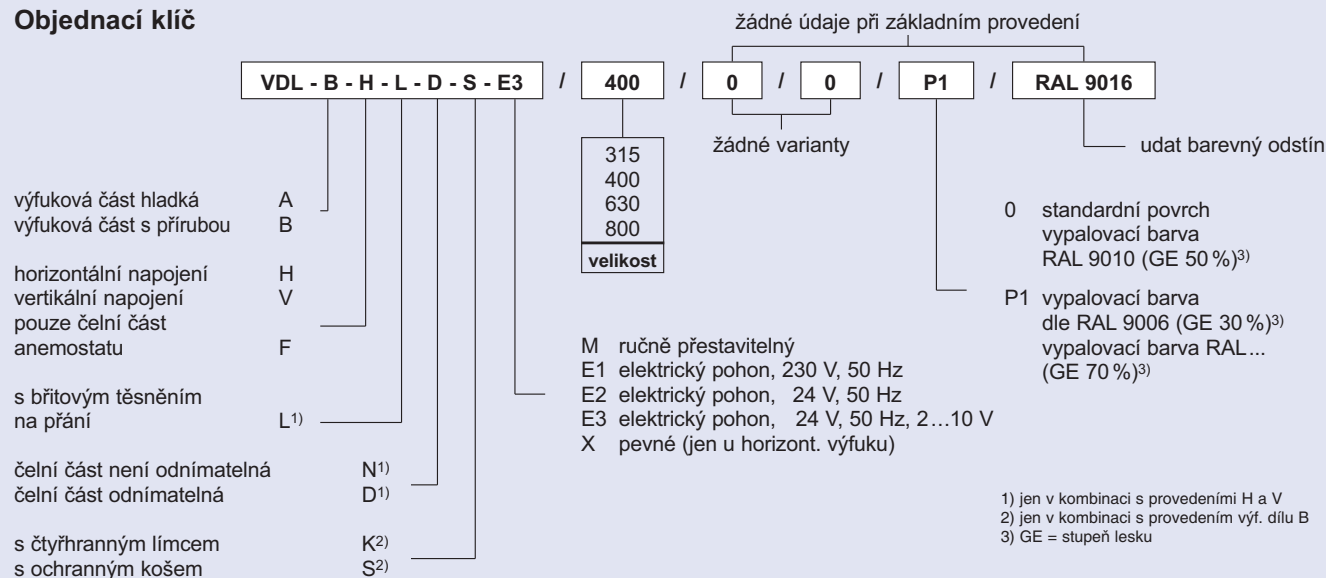 Objednací klíč
žádné údaje při základním provedení
VDL - B - H - L - D - S - E3 / 400 / 0 / 0 / P1 / RAL 9016
315
400
630
800
velikost
žádné varianty
udat barevný odstín
výfuková část hladká A
výfuková část s přírubou B
horizontální napojení H
vertikální napojení V
pouze čelní část
anemostatu F
s břitovým těsněním
na přání L1)
čelní část není odnímatelná N1)
čelní část odnímatelná D1)
s čtyřhranným límcem K2)
s ochranným košem S2)
M ručně přestavitelný
E1 elektrický pohon, 230 V, 50 Hz
E2 elektrický pohon, 24 V, 50 Hz
E3 elektrický pohon, 24 V, 50 Hz, 2...10 V
X pevné (jen u horizont. výfuku)
0 standardní povrch
vypalovací barva
RAL 9010 (GE 50 %)3)
P1 vypalovací barva
dle RAL 9006 (GE 30 %)3)
vypalovací barva RAL...
(GE 70 %)3)
1) jen v kombinaci s provedeními H a V
2) jen v kombinaci s provedením výf. dílu B
3) GE = stupeň lesku